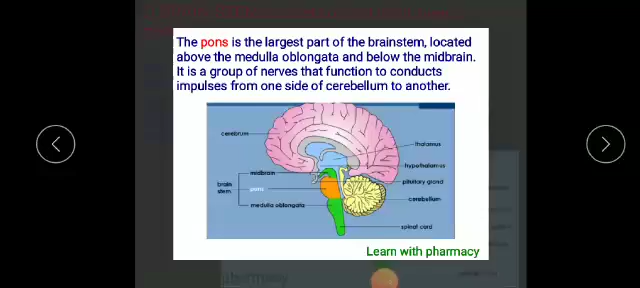 The pons is the largest part of the brainstem, located
above the medulla oblongata and below the midbrain.
It is a group of nerves that function to conducts
impulses from one side of cerebellum to another.
cerebrum
thalamus
hypothalamus
midbrain
pituitary gland
brain
stem
pons
cerebellum
medulla oblongata
spinal cord
Learn with pharmacy
pharmacy